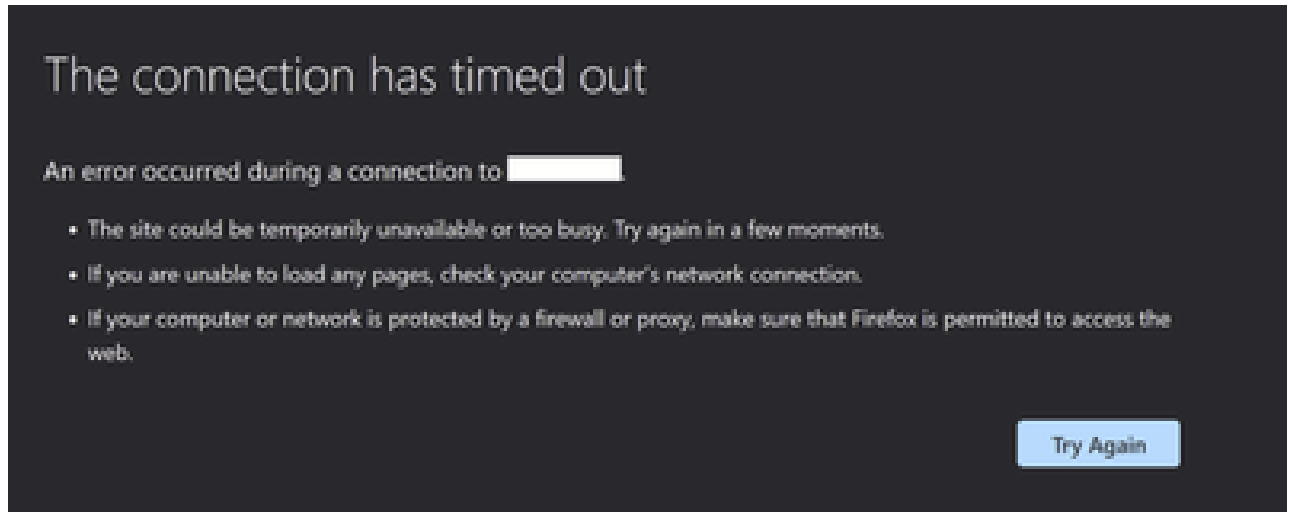 The connection has timed out
An error occurred during a connection to .
• The site could be temporarily unavailable or too busy. Try again in a few moments.
• If you are unable to load any pages, check your computer's network connection.
• If your computer or network is protected by a firewall or proxy, make sure that Firefox is permitted to access the
web.
Try Again